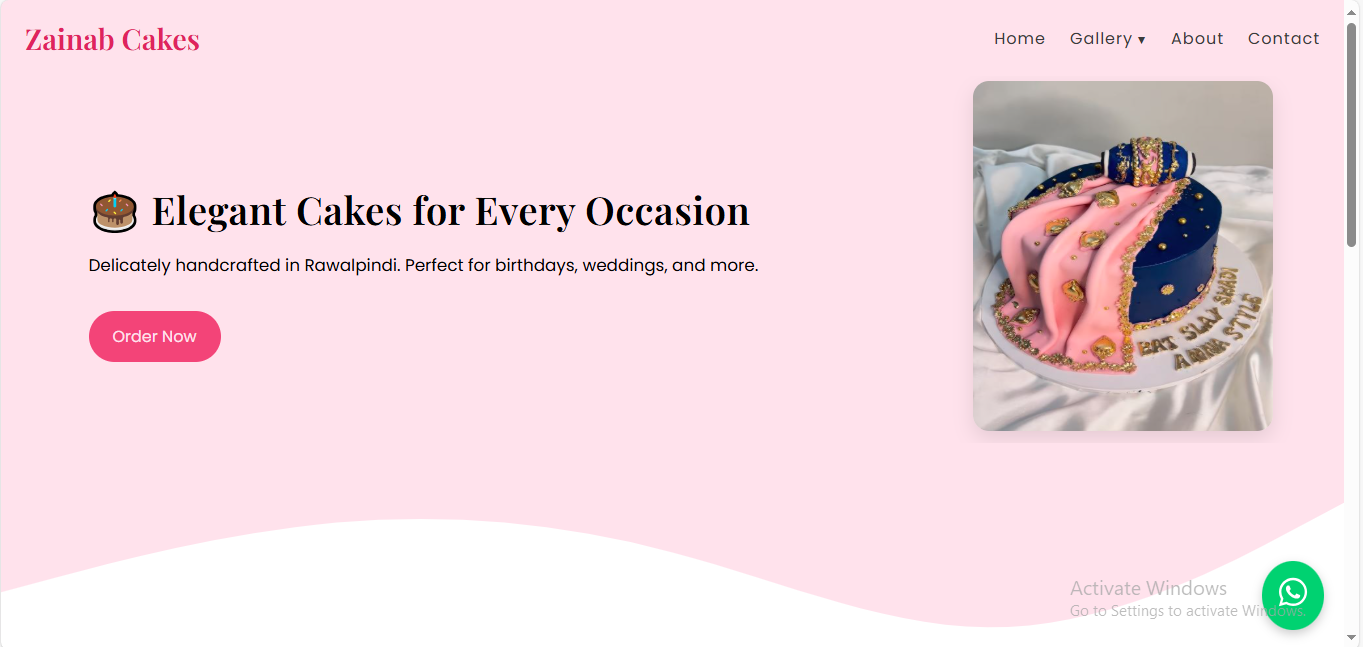 Zainab Cakes
Home Gallery ▾ About Contact
Elegant Cakes for Every Occasion
Delicately handcrafted in Rawalpindi. Perfect for birthdays, weddings, and more.
Order Now
EAT SLAY SHADI
ANNA STYLE
Activate Windows
Go to Settings to activate Windows.